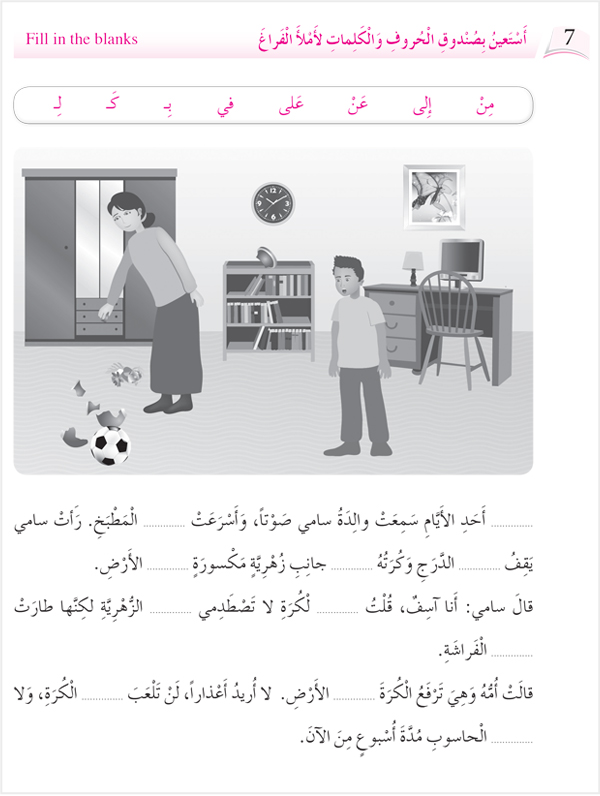 7 أَسْتَعينُ بِصُنْدوقِ الْحُروفِ وَالْكَلِماتِ لأَمْلأَ الْفَراغَ Fill in the blanks
مِنْ إِلى عَنْ عَلى في بِـ كَـ لِـ
............ أَحَدِ الأَيَّامِ سَمِعَتْ والِدَةُ سامي صَوْتاً، وَأَسْرَعَتْ ............ الْمَطْبَخِ. رَأَتْ سامي
يَقِفُ ............ الدَّرَجِ وَكُرَتُهُ ............ جانِبِ زُهْرِيَّةٍ مَكْسورَةٍ ............ الأَرْضِ.
قالَ سامي: أَنا آسِفٌ، قُلْتُ ............ لْكُرَةِ لا تَصْطَدِمي ............ الزُّهْرِيَّةِ لكِنَّها طارَتْ
............ الْفَراشَةِ.
قالَتْ أُمُّهُ وَهِيَ تَرْفَعُ الْكُرَةَ ............ الأَرْضِ. لا أُريدُ أَعْذاراً، لَنْ تَلْعَبَ ............ الْكُرَةِ، وَلا
............ الْحاسوبِ مُدَّةَ أُسْبوعٍ مِنَ الآنَ.